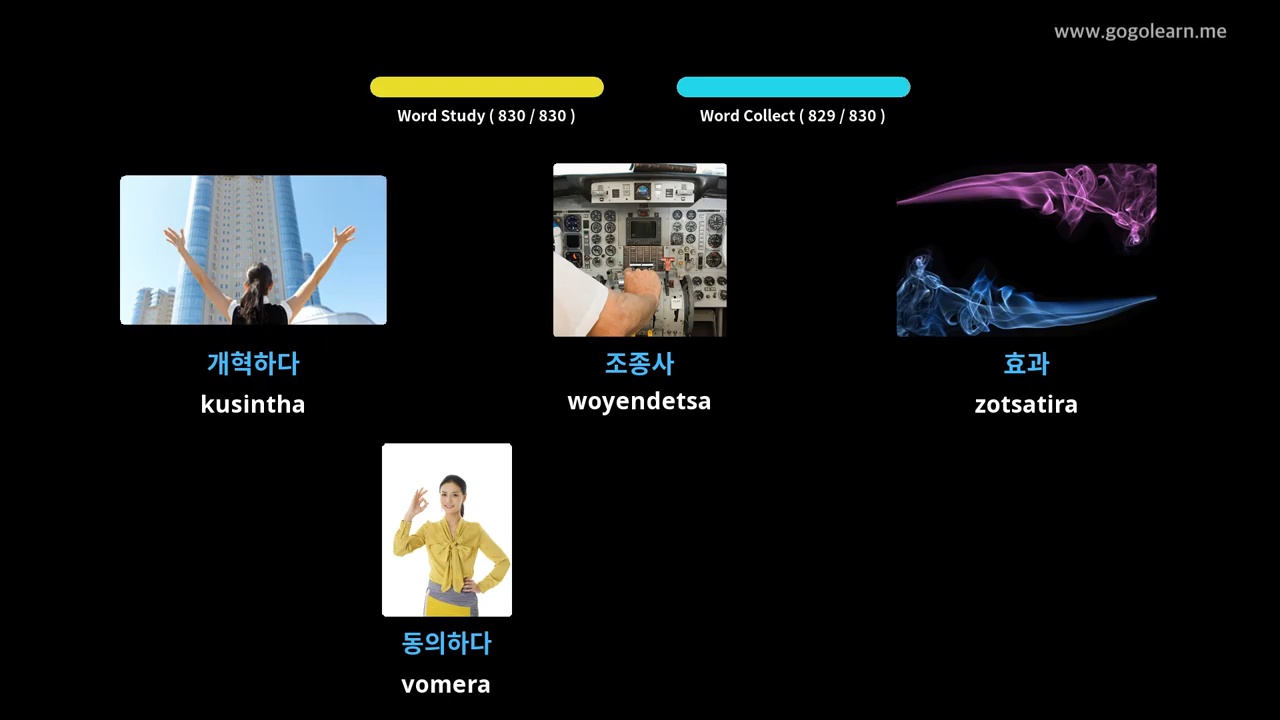 www.gogolearn.me
Word Study ( 830 / 830 )
Word Collect ( 829 / 830 )
개혁하다
kusintha
조종사
woyendetsa
효과
zotsatira
동의하다
vomera